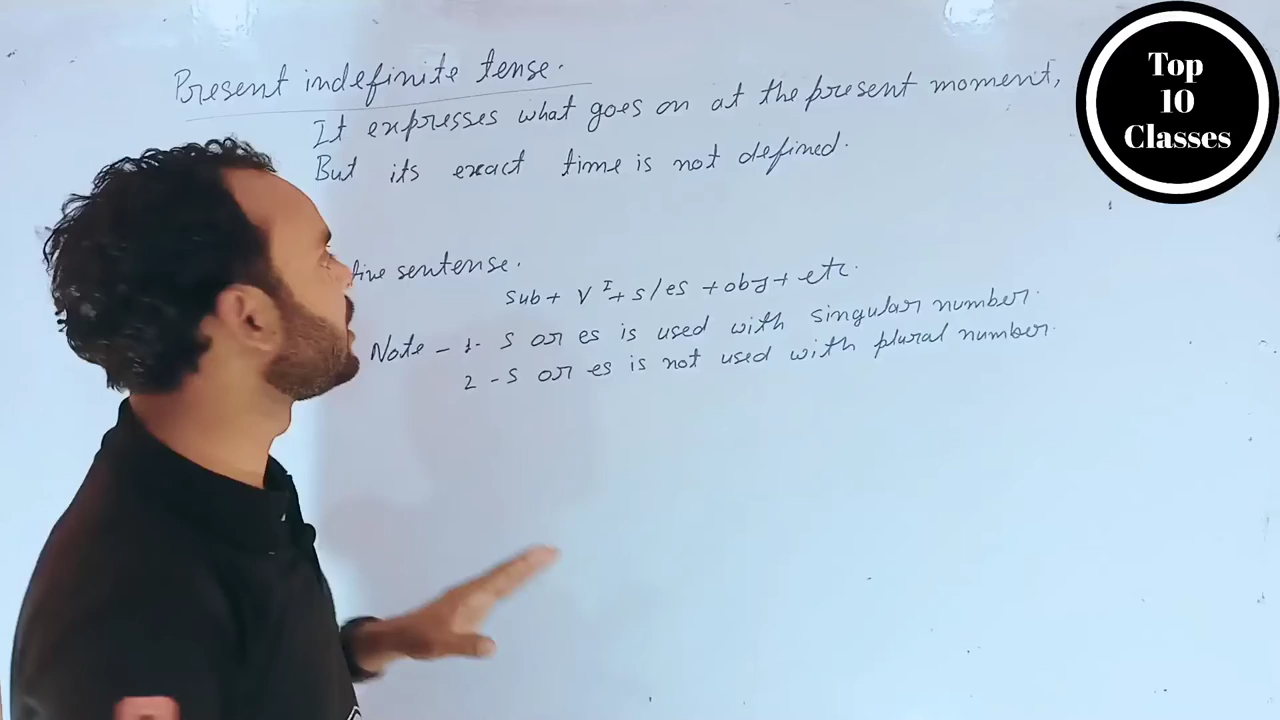 Present indefinite tense.
It expresses what goes on at the present moment,
But its exact time is not defined.
sentense.
sub + V I + s/es + obj + etc.
Note - 1- S or es is used with singular number.
2 - S or es is not used with plural number.
Top
10
Classes